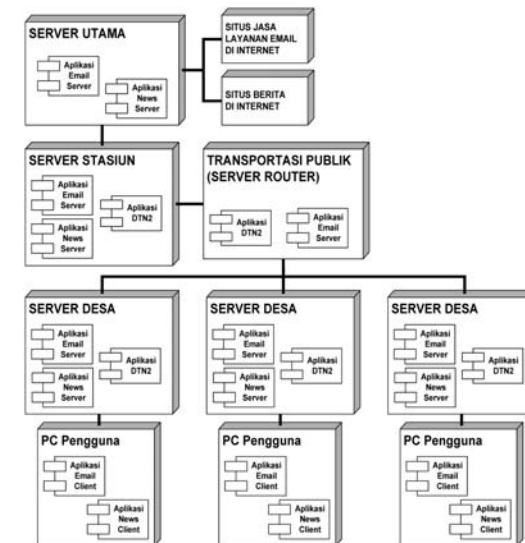 SERVER UTAMA
Aplikasi
Email
Server
Aplikasi
News
Server
SITUS JASA
LAYANAN EMAIL
DI INTERNET
SITUS BERITA
DI INTERNET
SERVER STASIUN
Aplikasi
Email
Server
Aplikasi
News
Server
Aplikasi
DTN2
TRANSPORTASI PUBLIK
(SERVER ROUTER)
Aplikasi
DTN2
Aplikasi
Email
Server
SERVER DESA
Aplikasi
Email
Server
Aplikasi
News
Server
Aplikasi
DTN2
SERVER DESA
Aplikasi
Email
Server
Aplikasi
News
Server
Aplikasi
DTN2
SERVER DESA
Aplikasi
Email
Server
Aplikasi
News
Server
Aplikasi
DTN2
PC Pengguna
Aplikasi
Email
Client
Aplikasi
News
Client
PC Pengguna
Aplikasi
Email
Client
Aplikasi
News
Client
PC Pengguna
Aplikasi
Email
Client
Aplikasi
News
Client